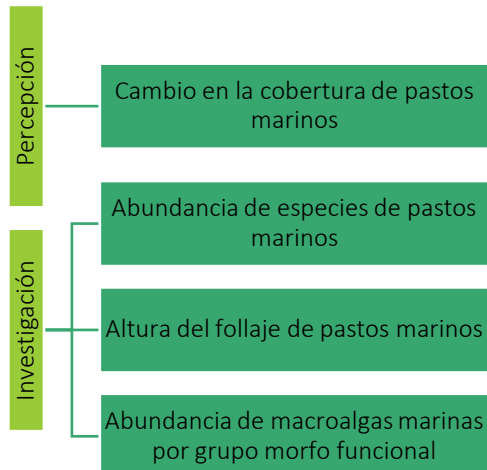 Percepción
Cambio en la cobertura de pastos
marinos
Investigación
Abundancia de especies de pastos
marinos
Altura del follaje de pastos marinos
Abundancia de macroalgas marinas
por grupo morfo funcional